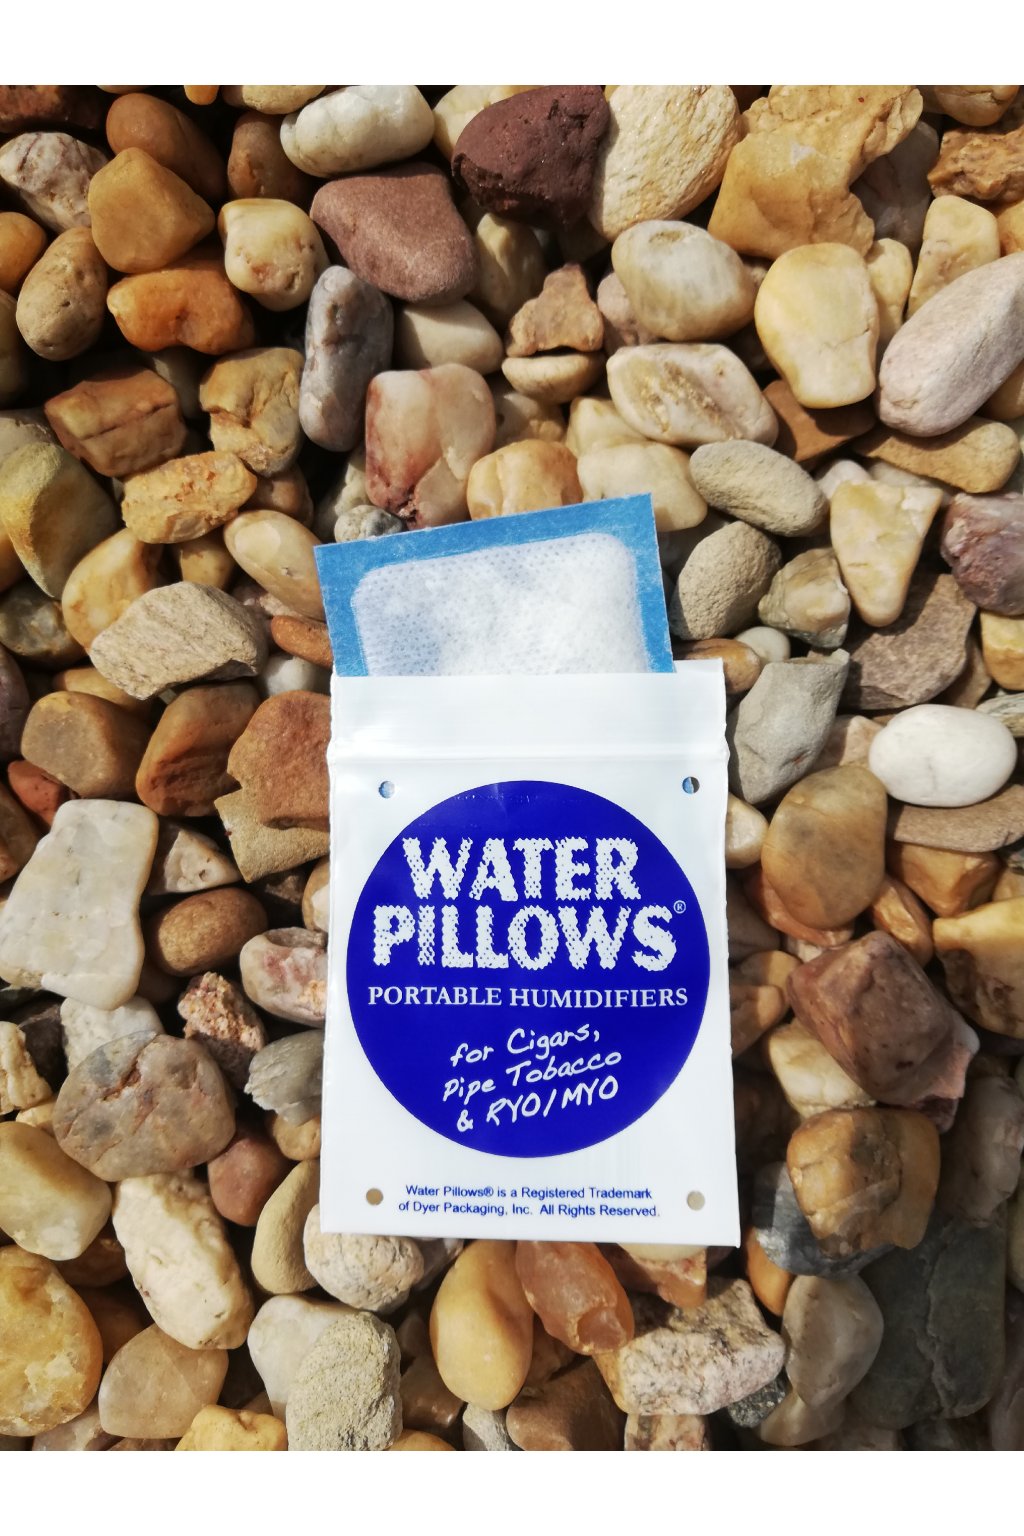 WATER
PILLOWS®
PORTABLE HUMIDIFIERS
for Cigars,
Pipe Tobacco
& RYO/MYO
Water Pillows® is a Registered Trademark
of Dyer Packaging, Inc. All Rights Reserved.